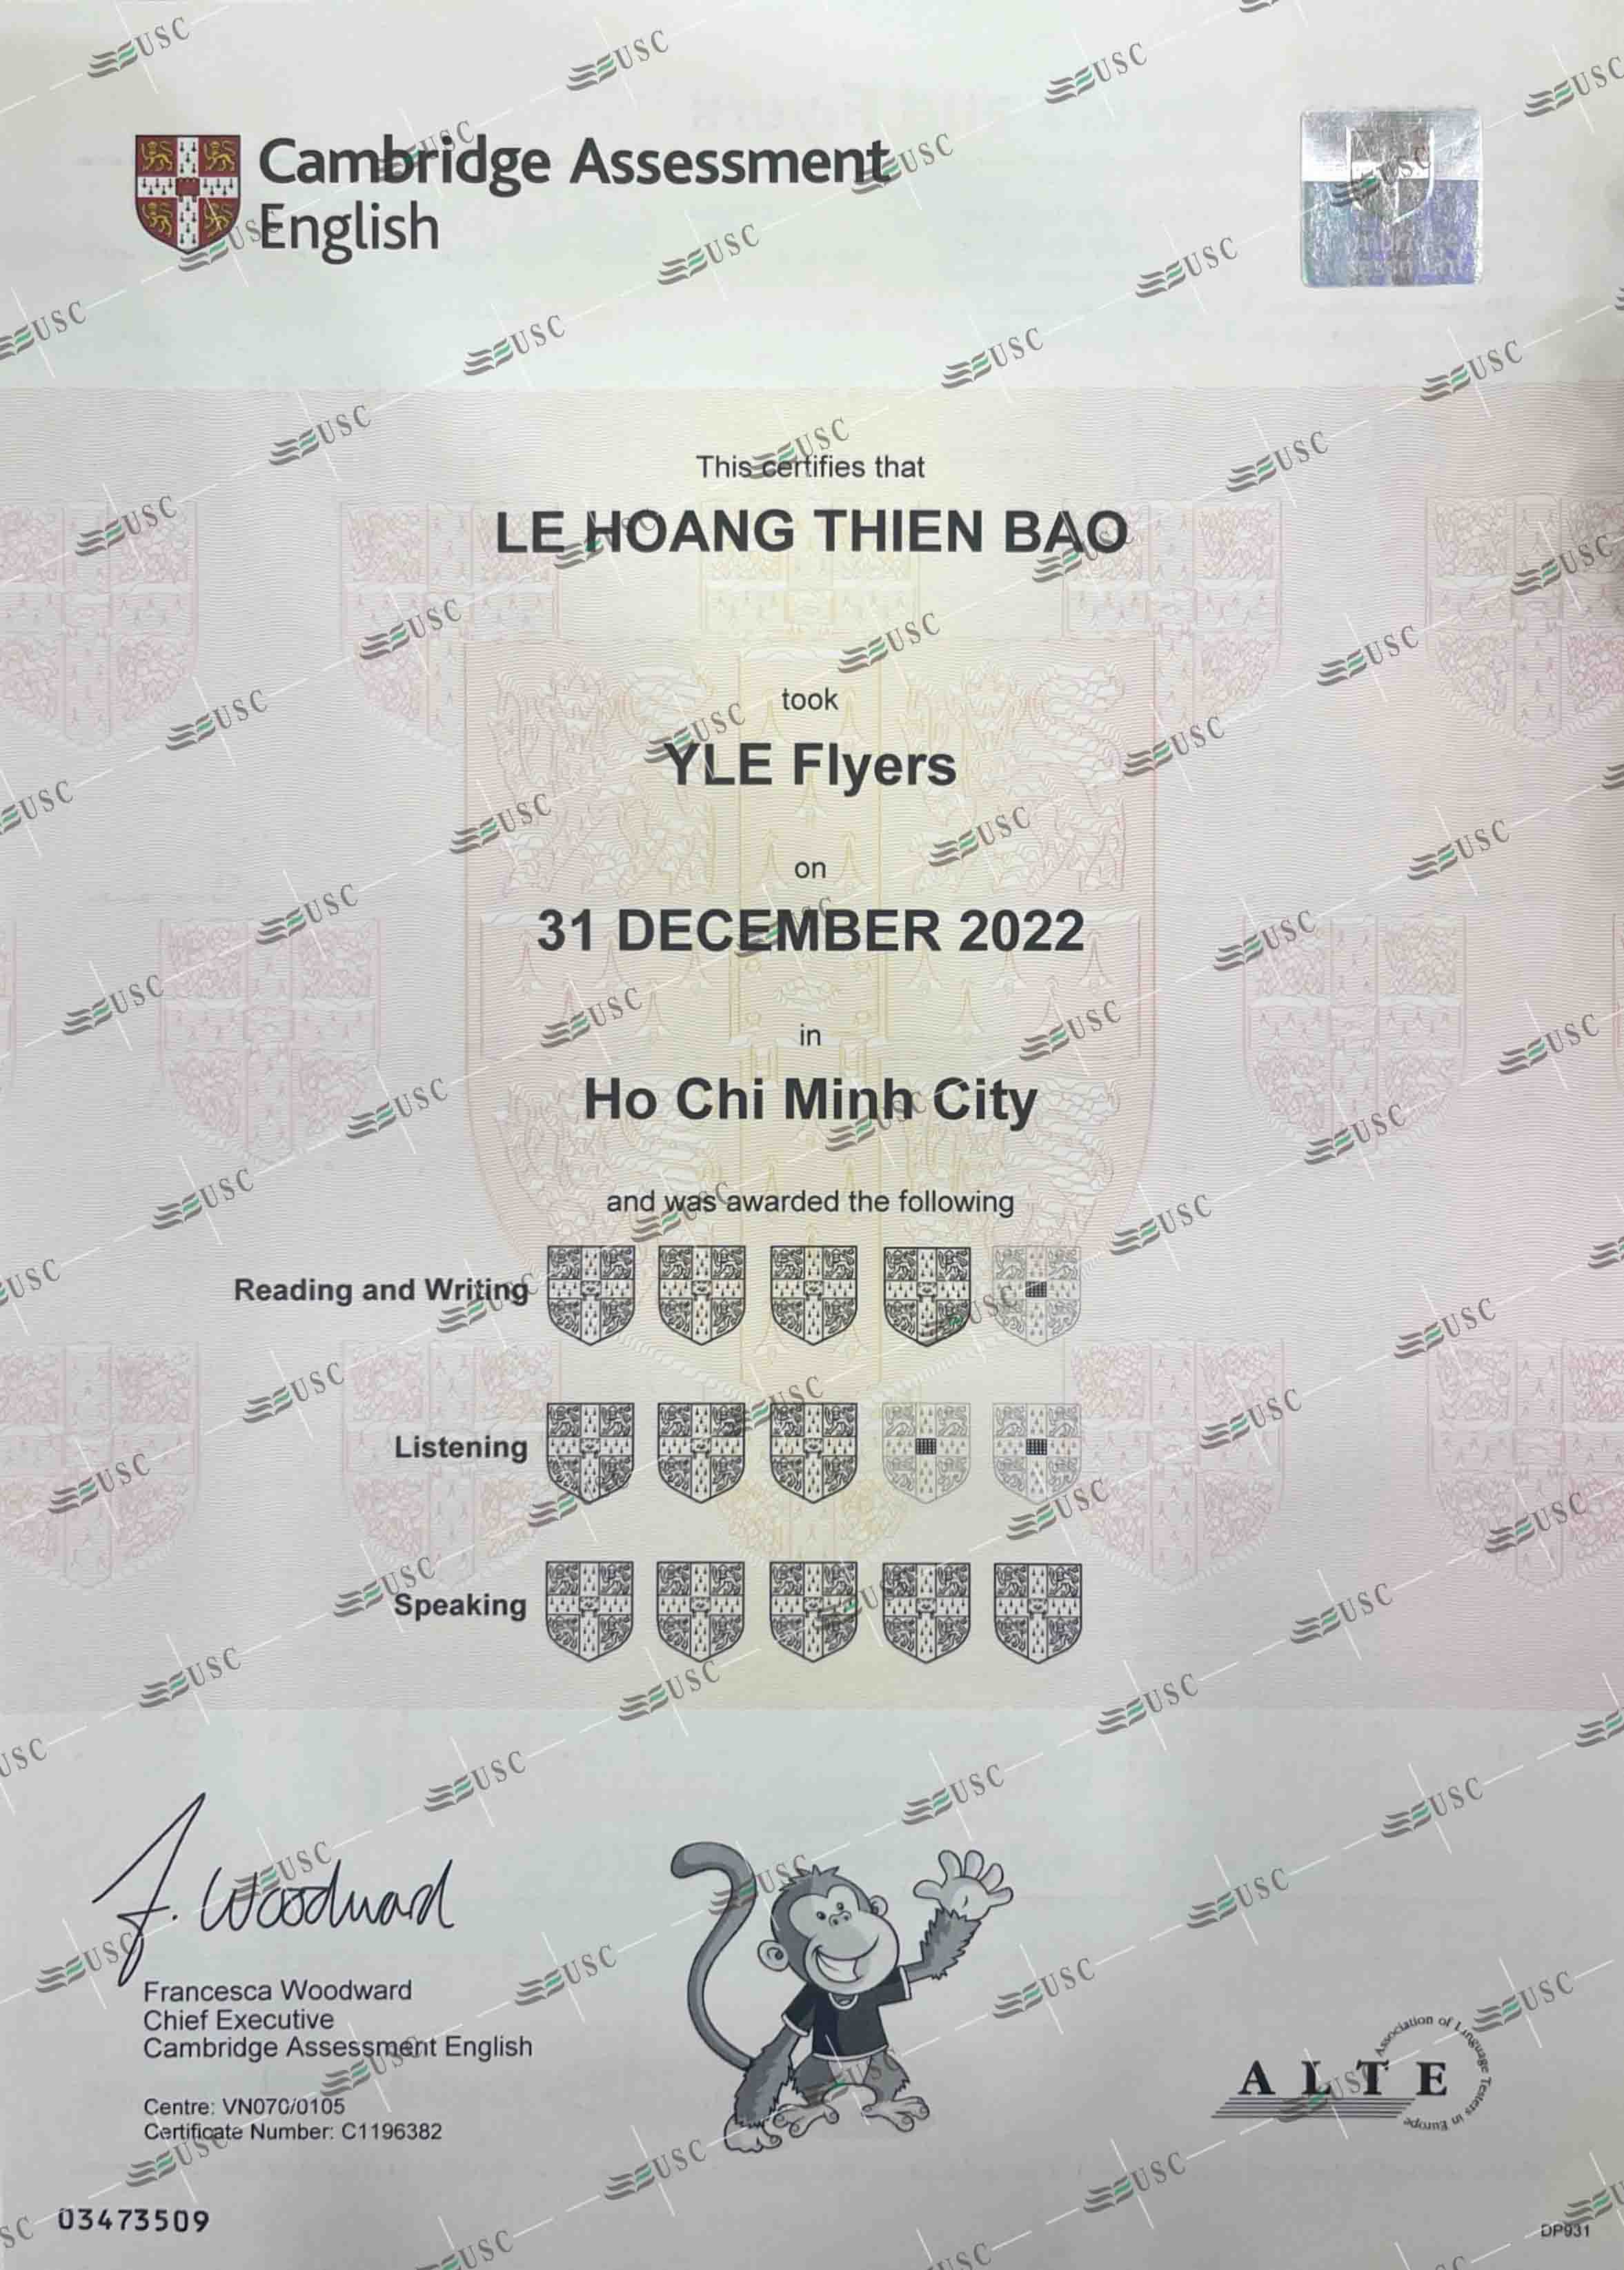 Cambridge Assessment
English
This certifies that
LE HOANG THIEN BAO
took
YLE Flyers
on
31 DECEMBER 2022
in
Ho Chi Minh City
and was awarded the following
Reading and Writing
Listening
Speaking
J. Woodward
Francesca Woodward
Chief Executive
Cambridge Assessment English
Centre: VN070/0105
Certificate Number: C1196382
03473509
ALTE
Association of Language Testers in Europe
DP931
USC